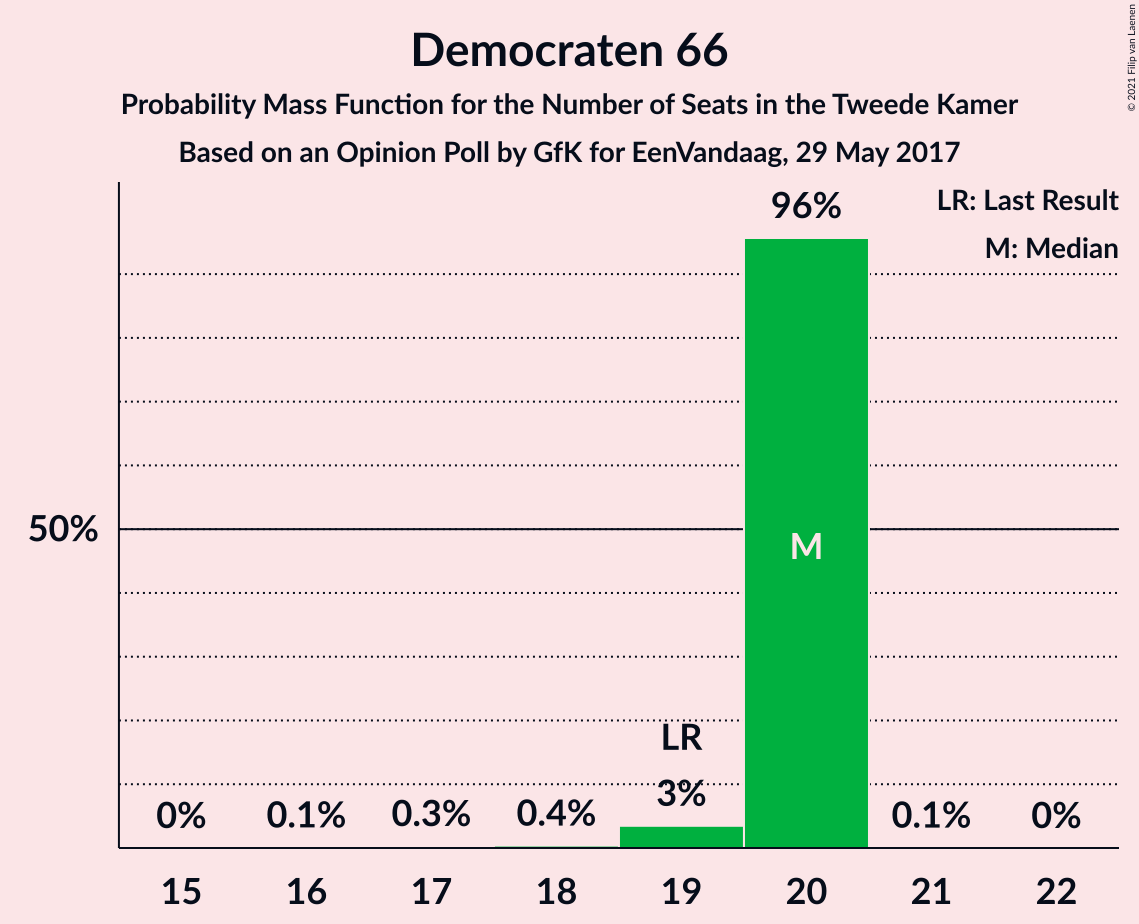 Democraten 66
Probability Mass Function for the Number of Seats in the Tweede Kamer
Based on an Opinion Poll by GfK for EenVandaag, 29 May 2017
© 2021 Filip van Laenen
LR: Last Result
M: Median
96%
50%
M
LR
3%
0%
0.1%
0.3%
0.4%
0.1%
0%
15 16 17 18 19 20 21 22